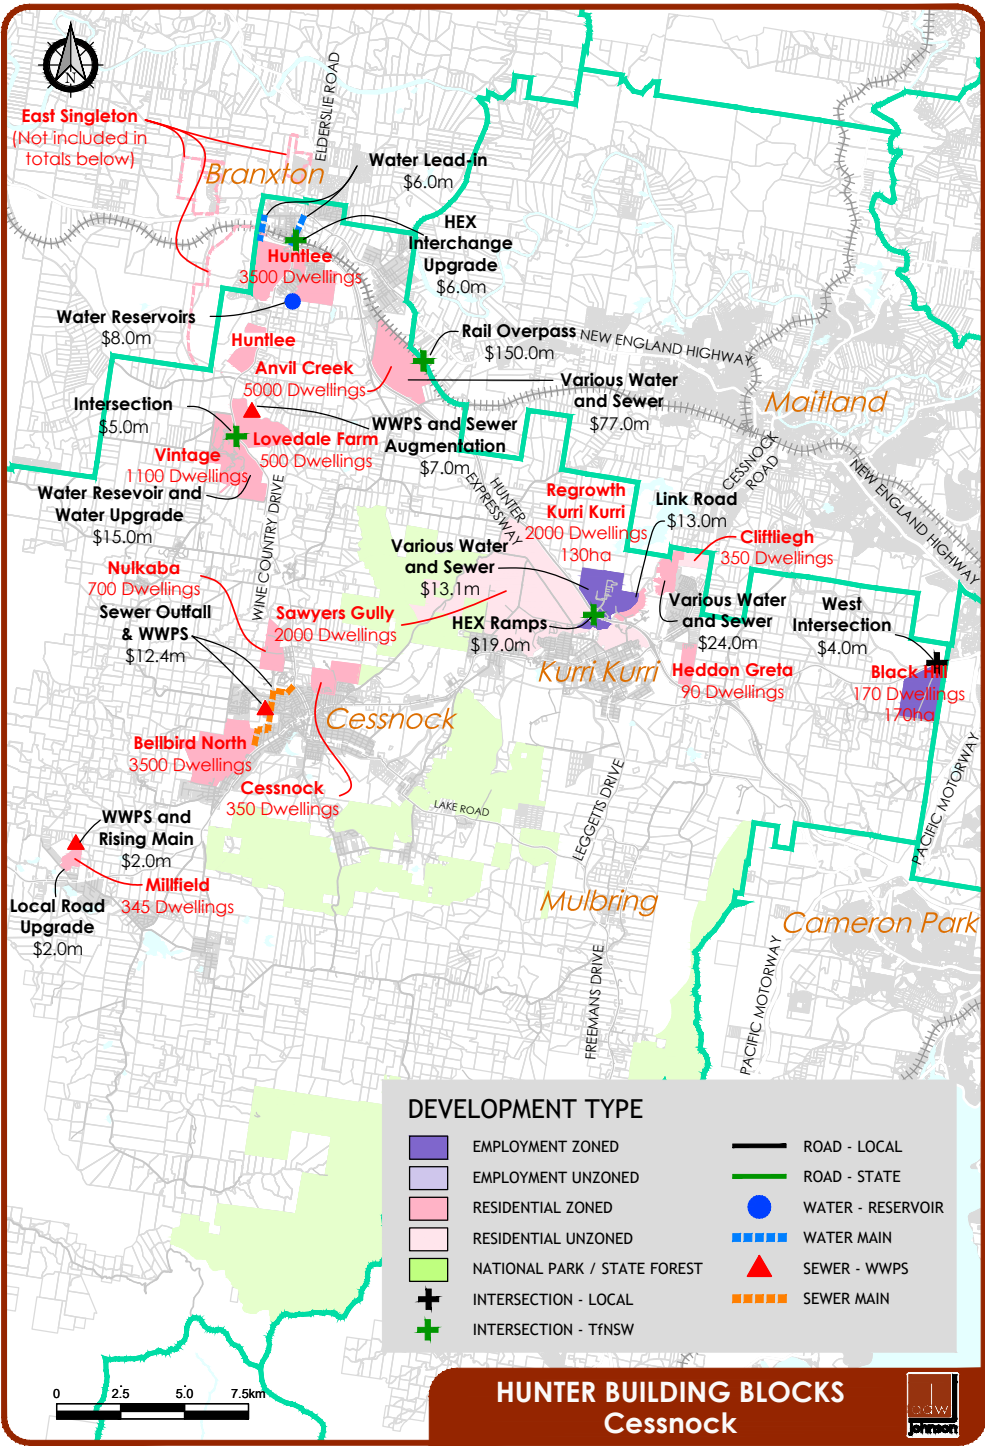 N
ELDERSLIE ROAD
East Singleton
(Not included in
totals below)
Branxton
Water Lead-in
$6.0m
HEX
Interchange
Upgrade
$6.0m
Huntlee
3500 Dwellings
Water Reservoirs
$8.0m
Huntlee
Rail Overpass
$150.0m
NEW ENGLAND HIGHWAY
Anvil Creek
5000 Dwellings
Various Water
and Sewer
$77.0m
Maitland
Intersection
$5.0m
WWPS and Sewer
Augmentation
$7.0m
Lovedale Farm
500 Dwellings
Vintage
1100 Dwellings
CESSNOCK
ROAD
NEW ENGLAND HIGHWAY
Water Resevoir and
Water Upgrade
$15.0m
WINE COUNTRY DRIVE
HUNTER
EXPRESSWAY
Regrowth
Kurri Kurri
2000 Dwellings
130ha
Link Road
$13.0m
Cliftliegh
350 Dwellings
Various Water
and Sewer
$13.1m
Nulkaba
700 Dwellings
Sewer Outfall
& WWPS
$12.4m
Sawyers Gully
2000 Dwellings
HEX Ramps
$19.0m
Various Water
and Sewer
$24.0m
West
Intersection
$4.0m
Kurri Kurri
Heddon Greta
90 Dwellings
Black Hill
170 Dwellings
170ha
Cessnock
Bellbird North
3500 Dwellings
Cessnock
350 Dwellings
LAKE ROAD
LEGGETTS DRIVE
PACIFIC MOTORWAY
WWPS and
Rising Main
$2.0m
Millfield
345 Dwellings
Local Road
Upgrade
$2.0m
Mulbring
Cameron Park
FREEMANS DRIVE
PACIFIC MOTORWAY
DEVELOPMENT TYPE
EMPLOYMENT ZONED
EMPLOYMENT UNZONED
RESIDENTIAL ZONED
RESIDENTIAL UNZONED
NATIONAL PARK / STATE FOREST
INTERSECTION - LOCAL
INTERSECTION - TfNSW
ROAD - LOCAL
ROAD - STATE
WATER - RESERVOIR
WATER MAIN
SEWER - WWPS
SEWER MAIN
0 2.5 5.0 7.5km
HUNTER BUILDING BLOCKS
Cessnock
adw
johnson